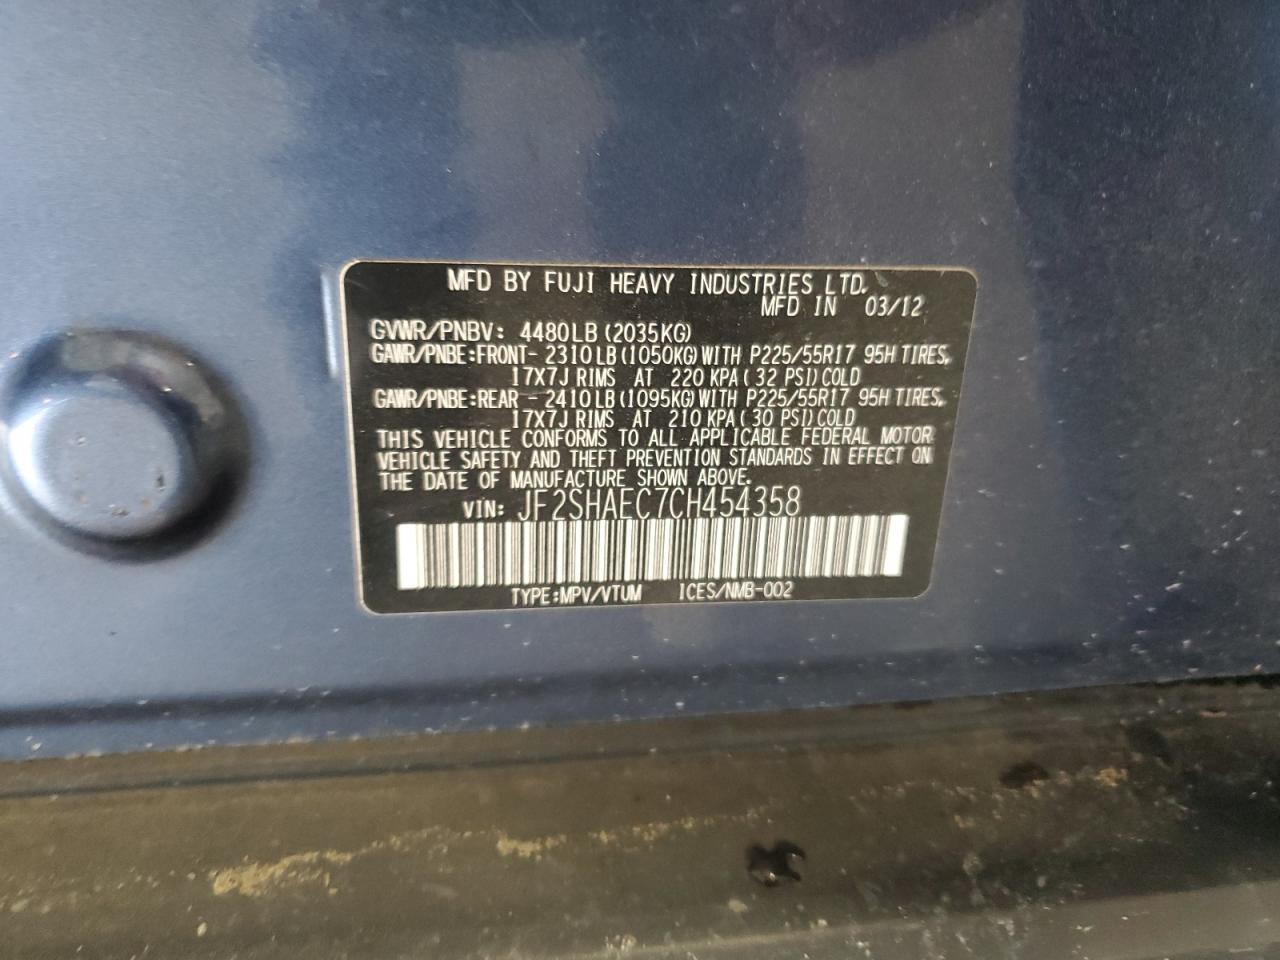 MFD BY FUJI HEAVY INDUSTRIES LTD.
MFD IN 03/12
GVWR/PNBV: 4480LB (2035KG)
GAWR/PNBE:FRONT- 2310LB(1050KG)WITH P225/55R17 95H TIRES,
17X7J RIMS AT 220 KPA( 32 PSI)COLD
GAWR/PNBE:REAR - 2410LB(1095KG)WITH P225/55R17 95H TIRES,
17X7J RIMS AT 210 KPA( 30 PSI)COLD
THIS VEHICLE CONFORMS TO ALL APPLICABLE FEDERAL MOTOR
VEHICLE SAFETY AND THEFT PREVENTION STANDARDS IN EFFECT ON
THE DATE OF MANUFACTURE SHOWN ABOVE.
VIN: JF2SHAEC7CH454358
TYPE:MPV/VTUM ICES/NMB-002